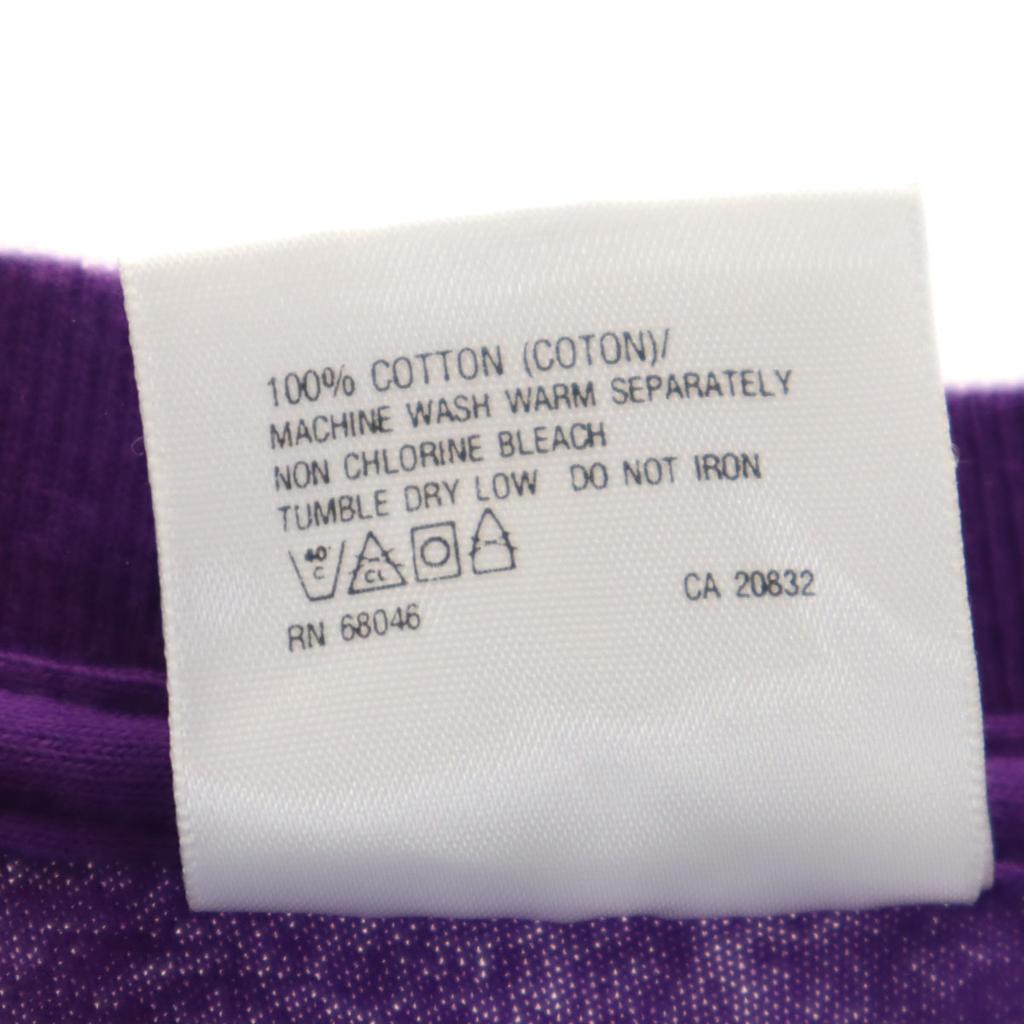 100% COTTON (COTON)/
MACHINE WASH WARM SEPARATELY
NON CHLORINE BLEACH
TUMBLE DRY LOW DO NOT IRON
40°
C CL
RN 68046 CA 20832